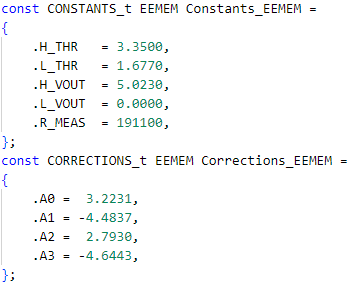 const CONSTANTS_t EEMEM Constants_EEMEM =
{
    .H_THR   = 3.3500,
    .L_THR   = 1.6770,
    .H_VOUT  = 5.0230,
    .L_VOUT  = 0.0000,
    .R_MEAS  = 191100,
};
const CORRECTIONS_t EEMEM Corrections_EEMEM =
{
    .A0 =  3.2231,
    .A1 = -4.4837,
    .A2 =  2.7930,
    .A3 = -4.6443,
};